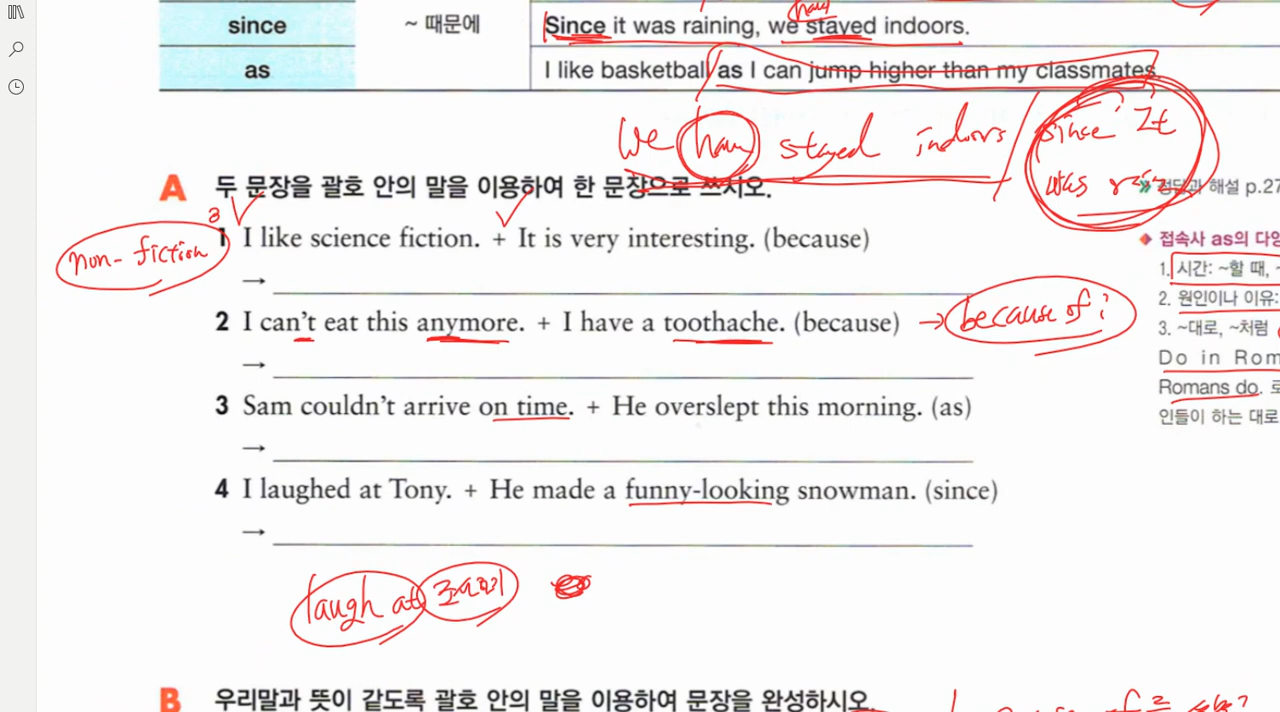 since ~ 때문에 Since it was raining, we stayed indoors.
have
as I like basketball as I can jump higher than my classmates.
We have stayed indoors / since It
was
A 두 문장을 괄호 안의 말을 이용하여 한 문장으로 쓰시오.
정답과 해설 p.27
1 I like science fiction. + It is very interesting. (because)
non-fiction
→
접속사 as의 다양
1. 시간: ~할 때, ~
2 I can't eat this anymore. + I have a toothache. (because) → because of
2. 원인이나 이유:
3. ~대로, ~처럼
→
Do in Rom
3 Sam couldn't arrive on time. + He overslept this morning. (as)
Romans do. 로
인들이 하는 대로
→
4 I laughed at Tony. + He made a funny-looking snowman. (since)
→
laugh at 조심하기
B 우리말과 뜻이 같도록 괄호 안의 말을 이용하여 문장을 완성하시오.